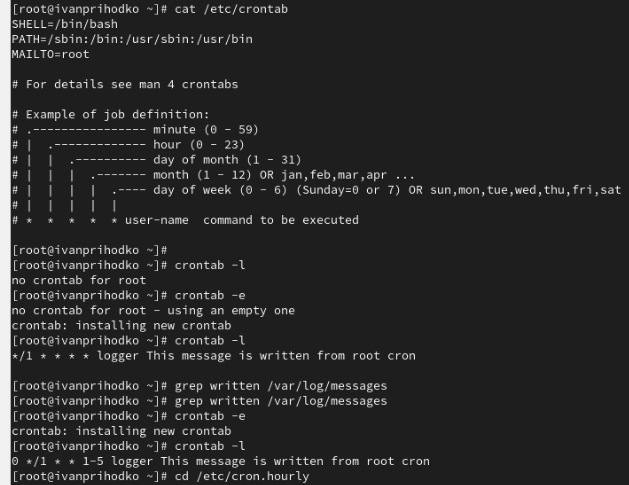 [root@ivanprihodko ~]# cat /etc/crontab
SHELL=/bin/bash
PATH=/sbin:/bin:/usr/sbin:/usr/bin
MAILTO=root

# For details see man 4 crontabs

# Example of job definition:
# .---------------- minute (0 - 59)
# |  .------------- hour (0 - 23)
# |  |  .---------- day of month (1 - 31)
# |  |  |  .------- month (1 - 12) OR jan,feb,mar,apr ...
# |  |  |  |  .---- day of week (0 - 6) (Sunday=0 or 7) OR sun,mon,tue,wed,thu,fri,sat
# |  |  |  |  |
# *  *  *  *  * user-name  command to be executed

[root@ivanprihodko ~]#
[root@ivanprihodko ~]# crontab -l
no crontab for root
[root@ivanprihodko ~]# crontab -e
no crontab for root - using an empty one
crontab: installing new crontab
[root@ivanprihodko ~]# crontab -l
*/1 * * * * logger This message is written from root cron

[root@ivanprihodko ~]# grep written /var/log/messages
[root@ivanprihodko ~]# grep written /var/log/messages
[root@ivanprihodko ~]# crontab -e
crontab: installing new crontab
[root@ivanprihodko ~]# crontab -l
0 */1 * * 1-5 logger This message is written from root cron
[root@ivanprihodko ~]# cd /etc/cron.hourly